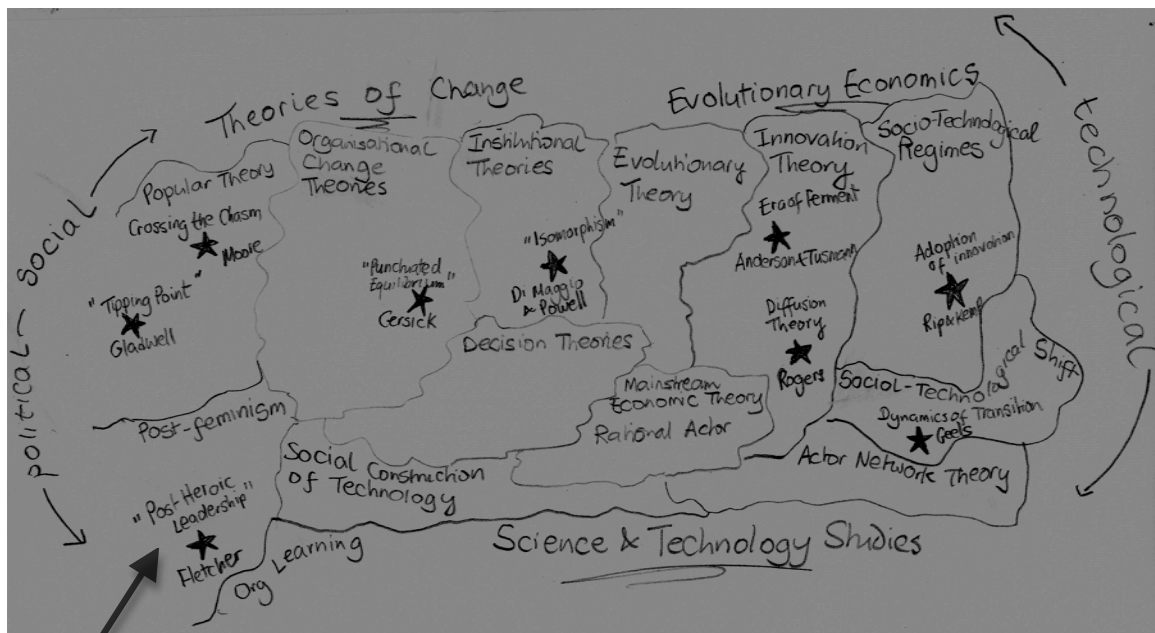 Theories of Change
Evolutionary Economics
political - social
technological
Popular Theory
Crossing the Chasm
Moore
"Tipping Point"
Gladwell
Organisational
Change
Theories
"Punctuated
Equilibrium"
Gersick
Institutional
Theories
"Isomorphism"
Di Maggio
& Powell
Decision Theories
Evolutionary
Theory
Innovation
Theory
Era of Ferment
Anderson & Tusmann
Diffusion
Theory
Rogers
Socio-Technological
Regimes
Adoption
of innovation
Rip & Kemp
Mainstream
Economic Theory
Rational Actor
Sociol-Technological Shift
Dynamics of Transition
Geels
Actor Network Theory
Post-feminism
"Post Heroic
Leadership"
Fletcher
Social Construction
of Technology
Org Learning
Science & Technology Studies